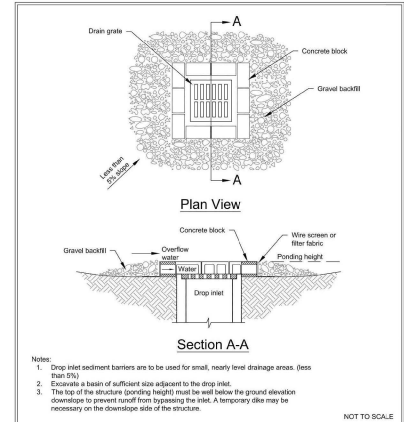 A
Drain grate
Concrete block
Gravel backfill
Less than
5% slope
A
Plan View
Concrete block
Wire screen or
filter fabric
Overflow
water
Gravel backfill
Ponding height
Water
Drop inlet
Section A-A
Notes:
1. Drop inlet sediment barriers are to be used for small, nearly level drainage areas. (less
than 5%)
2. Excavate a basin of sufficient size adjacent to the drop inlet.
3. The top of the structure (ponding height) must be well below the ground elevation
downslope to prevent runoff from bypassing the inlet. A temporary dike may be
necessary on the downslope side of the structure.
NOT TO SCALE